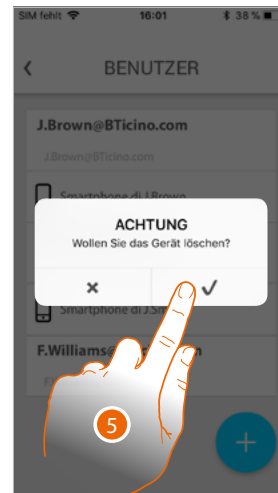 SIM fehlt 16:01 38 %
BENUTZER
J.Brown@BTicino.com
J.Brown@BTicino.com
Smartphone di J.Brown
ACHTUNG
Wollen Sie das Gerät löschen?
Smartphone di J.Sm
F.Williams@
5